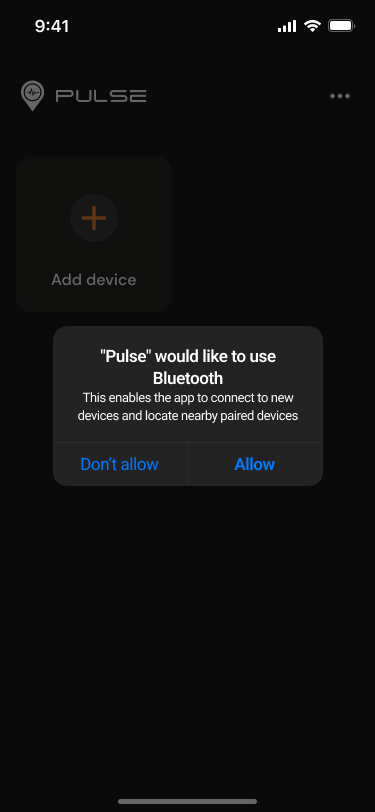 9:41
PULSE
Add device
"Pulse" would like to use
Bluetooth
This enables the app to connect to new
devices and locate nearby paired devices
Don’t allow
Allow